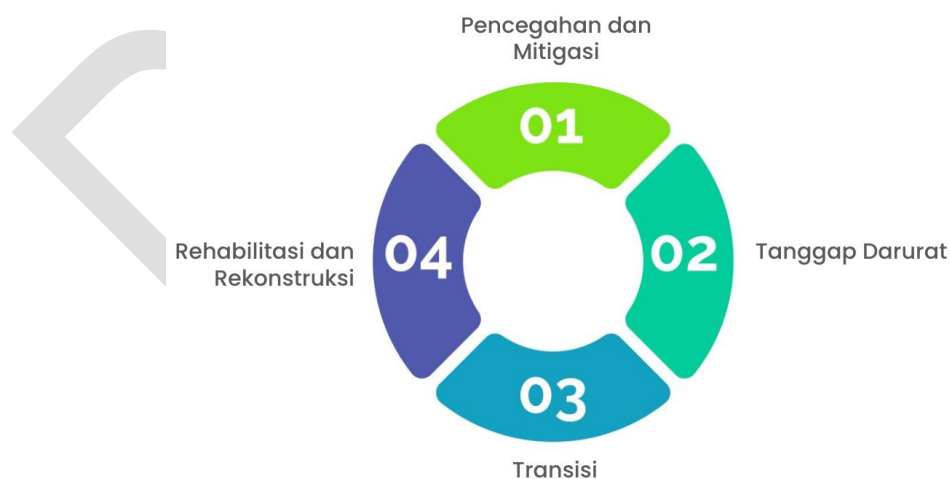 Pencegahan dan
Mitigasi
01
02
Tanggap Darurat
03
Transisi
04
Rehabilitasi dan
Rekonstruksi